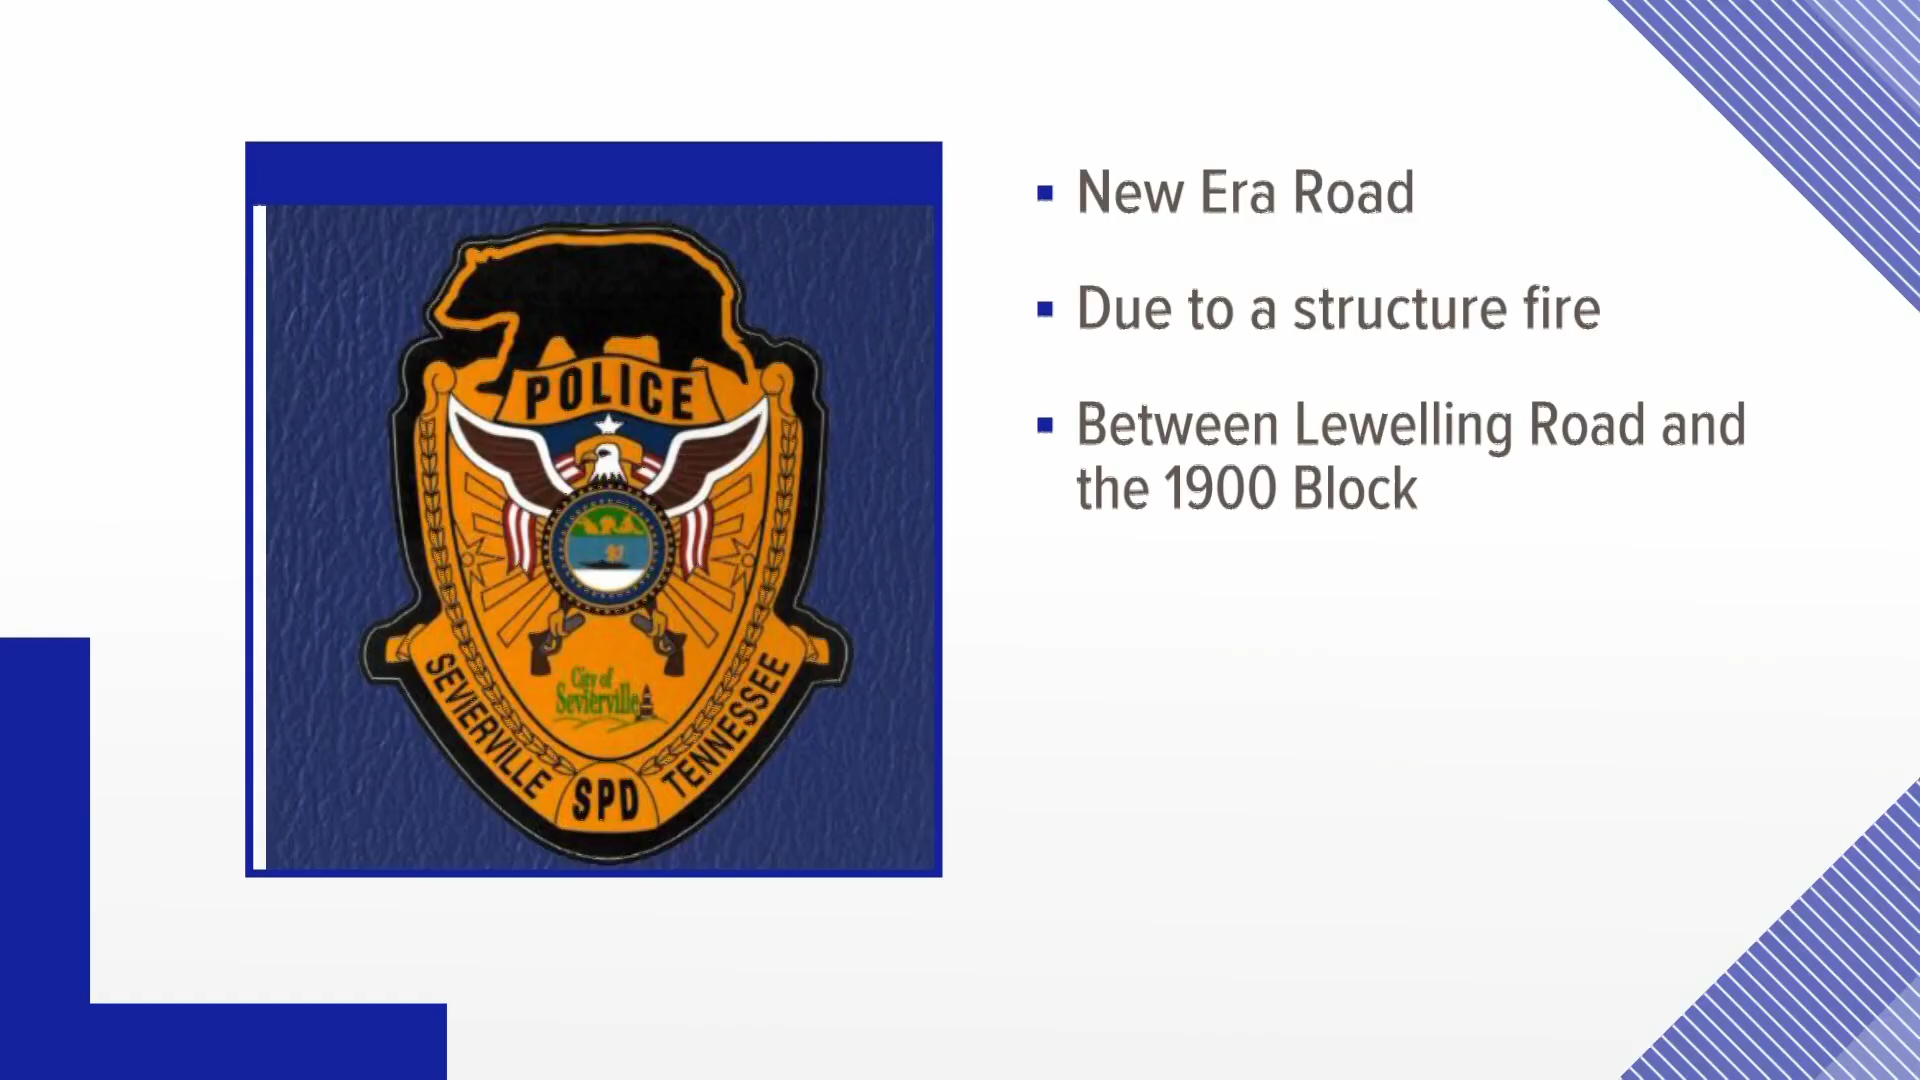 POLICE
City of
Sevierville
SEVIERVILLE
SPD
TENNESSEE
New Era Road
Due to a structure fire
Between Lewelling Road and
the 1900 Block